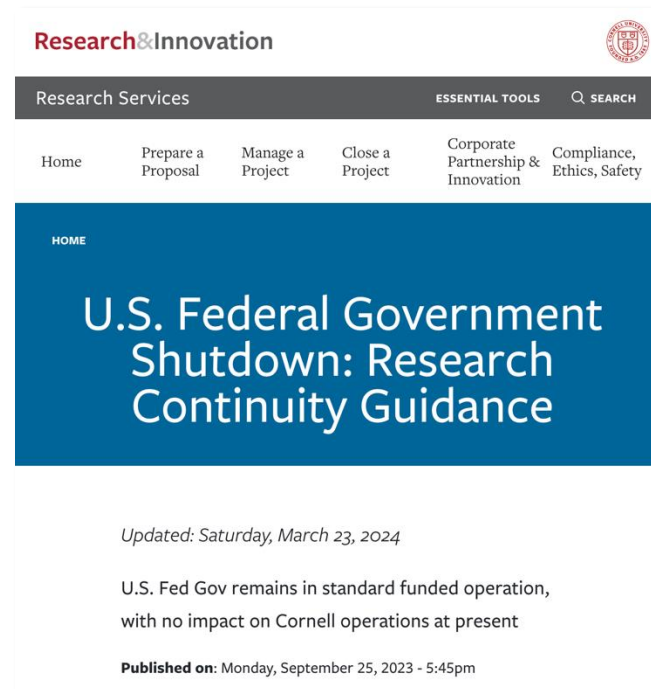 Research&Innovation
Research Services
ESSENTIAL TOOLS
SEARCH
Home
Prepare a
Proposal
Manage a
Project
Close a
Project
Corporate
Partnership &
Innovation
Compliance,
Ethics, Safety
HOME
U.S. Federal Government
Shutdown: Research
Continuity Guidance
Updated: Saturday, March 23, 2024
U.S. Fed Gov remains in standard funded operation,
with no impact on Cornell operations at present
Published on: Monday, September 25, 2023 - 5:45pm